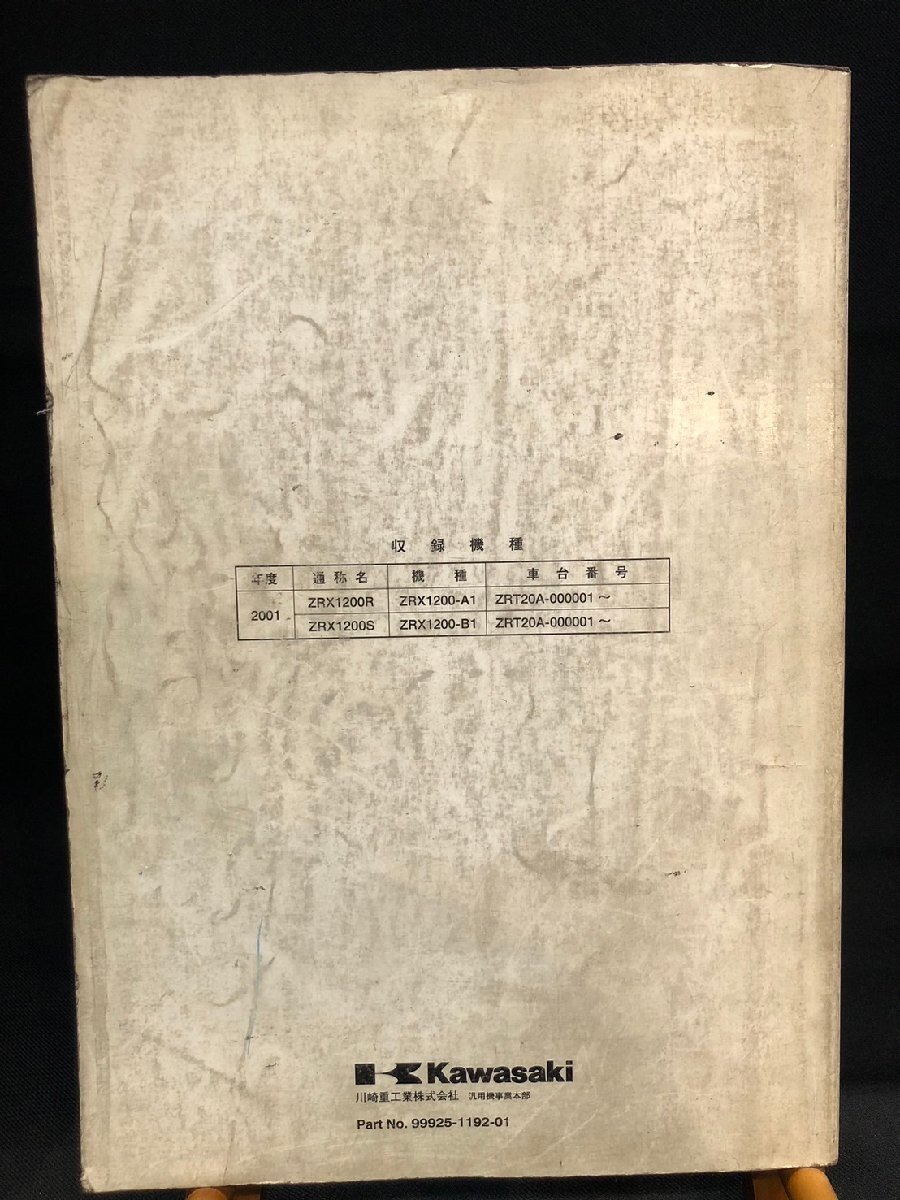 収録機種
年度 通称名 機種 車台番号
2001 ZRX1200R ZRX1200-A1 ZRT20A-000001～
ZRX1200S ZRX1200-B1 ZRT20A-000001～
Kawasaki
川崎重工業株式会社 汎用機事業本部
Part No. 99925-1192-01